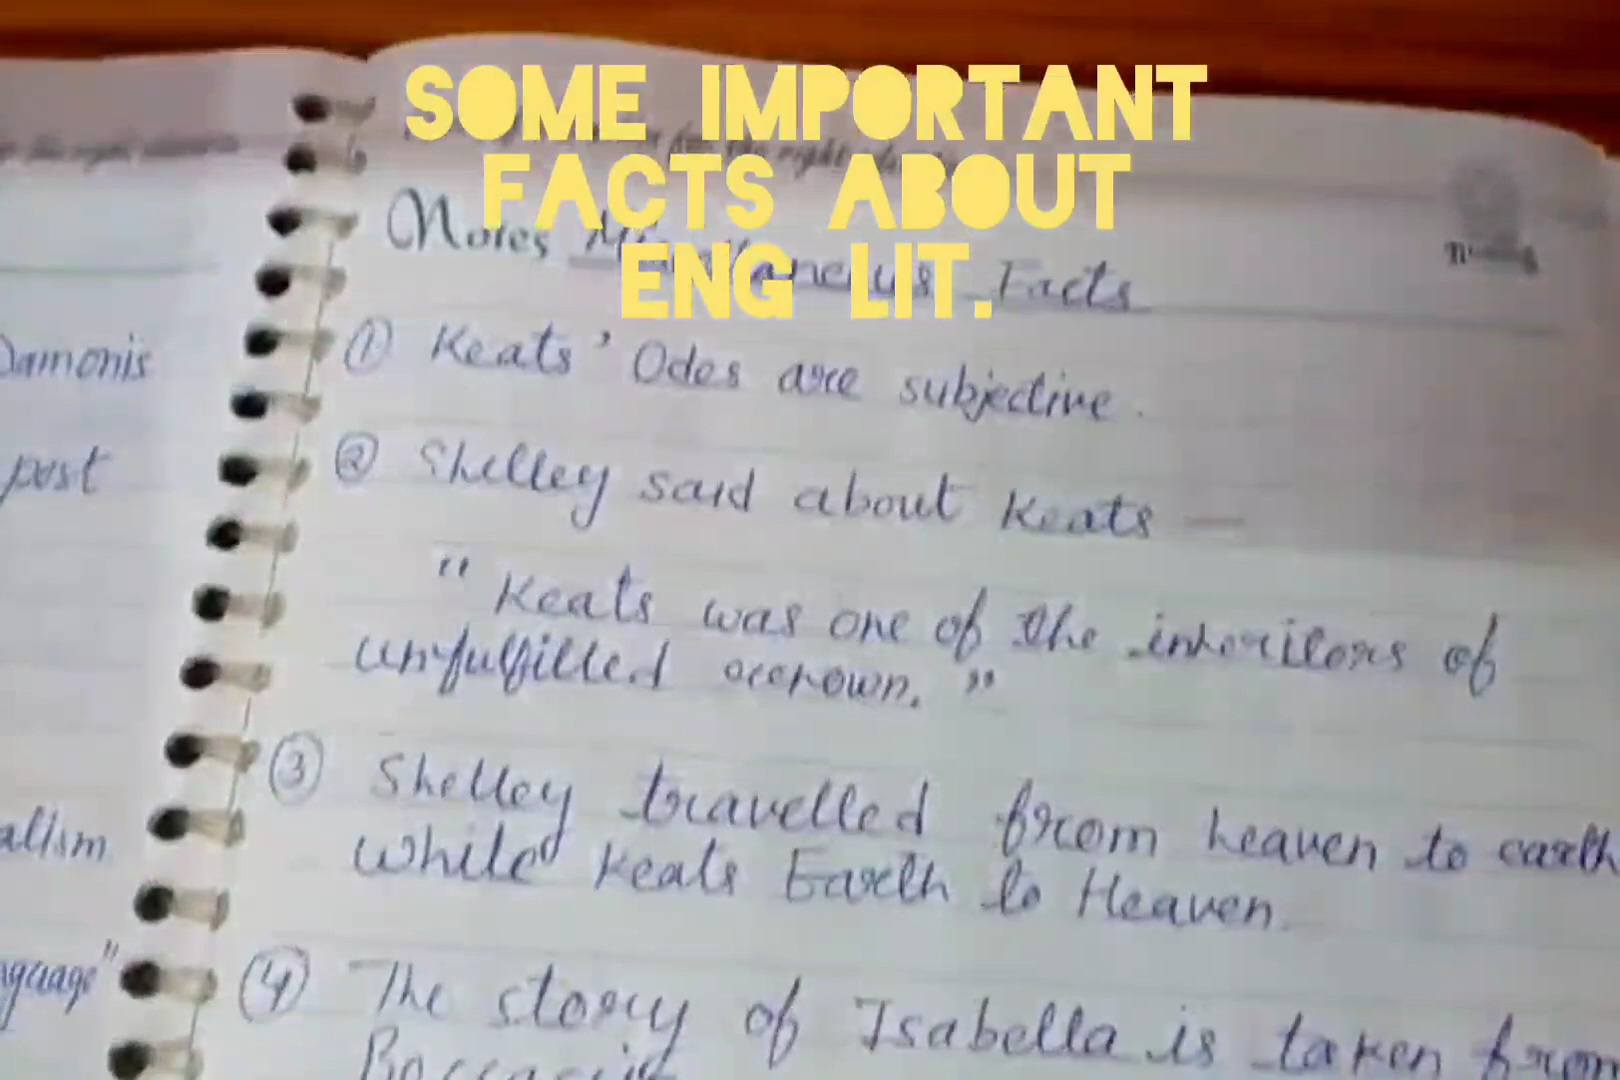 SOME IMPORTANT
FACTS ABOUT
ENG LIT.
Notes Miscellaneous Facts
① Keats' Odes are subjective.
② Shelley said about Keats —
" Keats was one of the inheritors of
unfulfilled
③ Shelley travelled from heaven to earth
while Keats Earth to Heaven.
④ The story of Isabella is taken from
Damonis
post
alism
nguage"